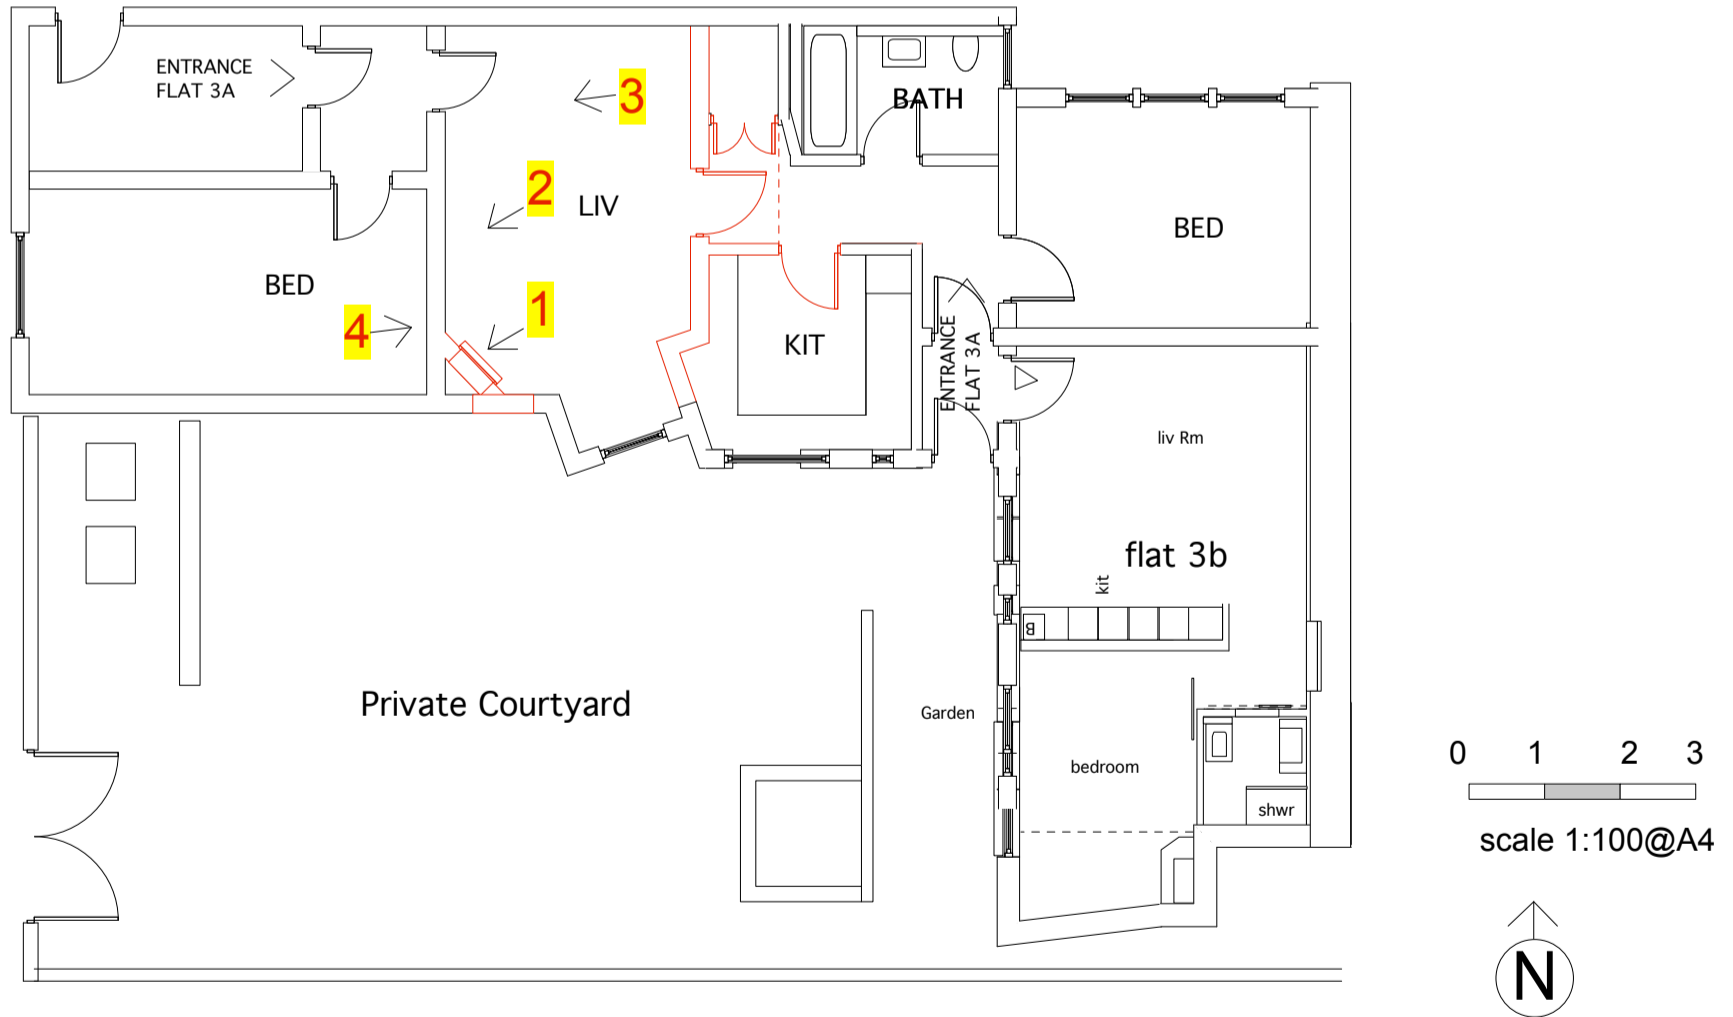 ENTRANCE
FLAT 3A
3
BATH
2
LIV
BED
BED
1
4
KIT
ENTRANCE
FLAT 3A
liv Rm
flat 3b
kit
B
Private Courtyard
Garden
bedroom
shwr
0 1 2 3
scale 1:100@A4
N